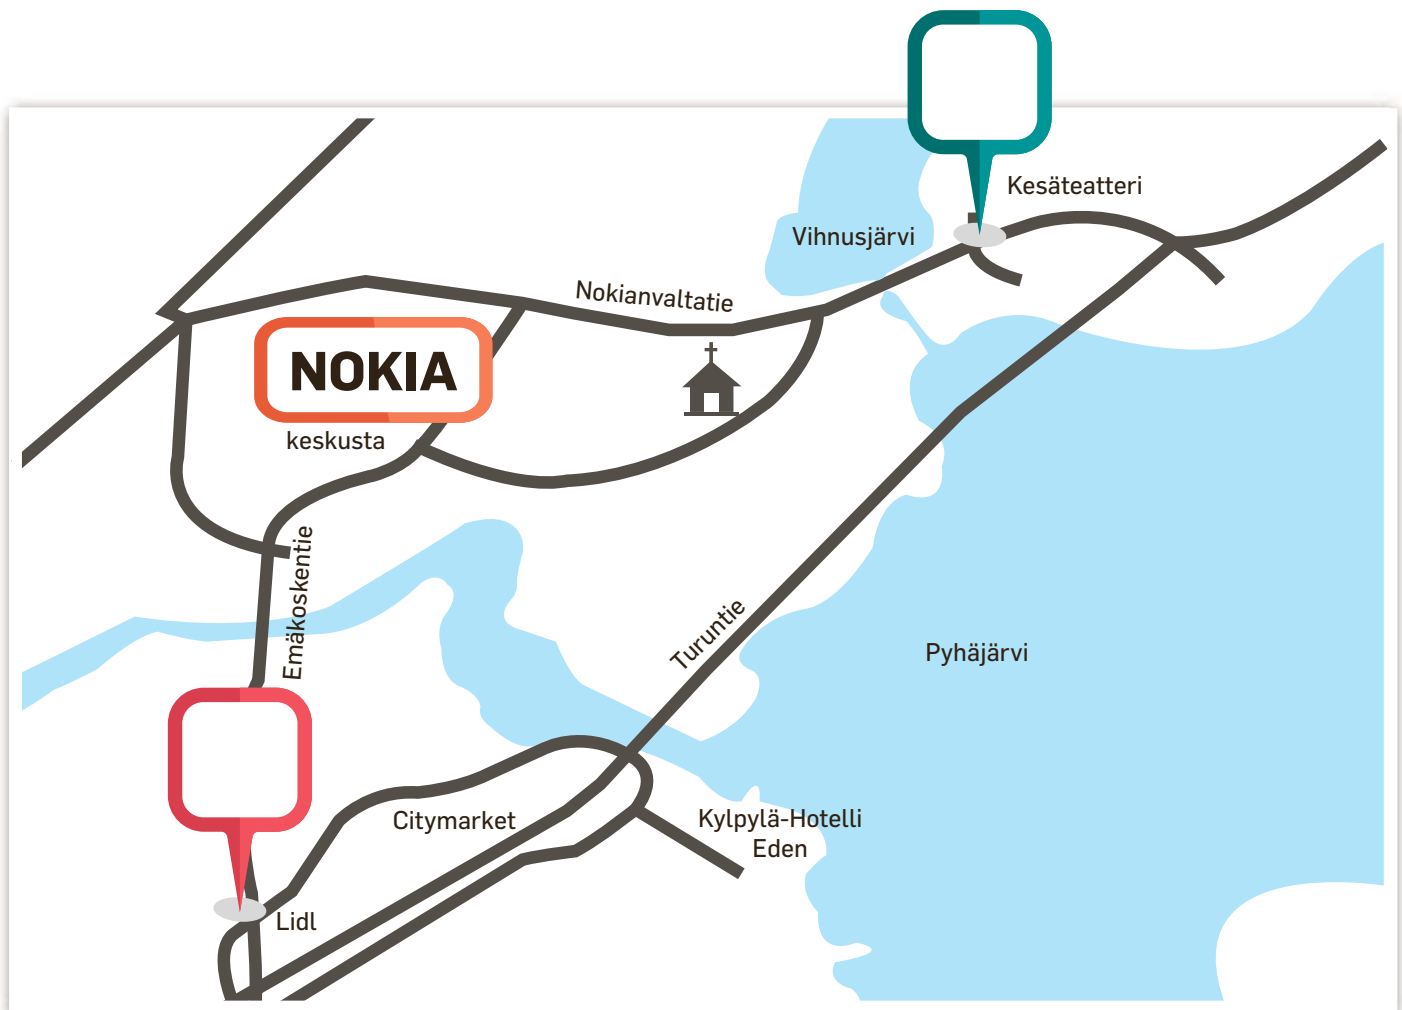 Kesäteatteri
Vihnusjärvi
Nokianvaltatie
NOKIA
keskusta
Emäkoskentie
Turuntie
Pyhäjärvi
Citymarket
Kylpylä-Hotelli
Eden
Lidl